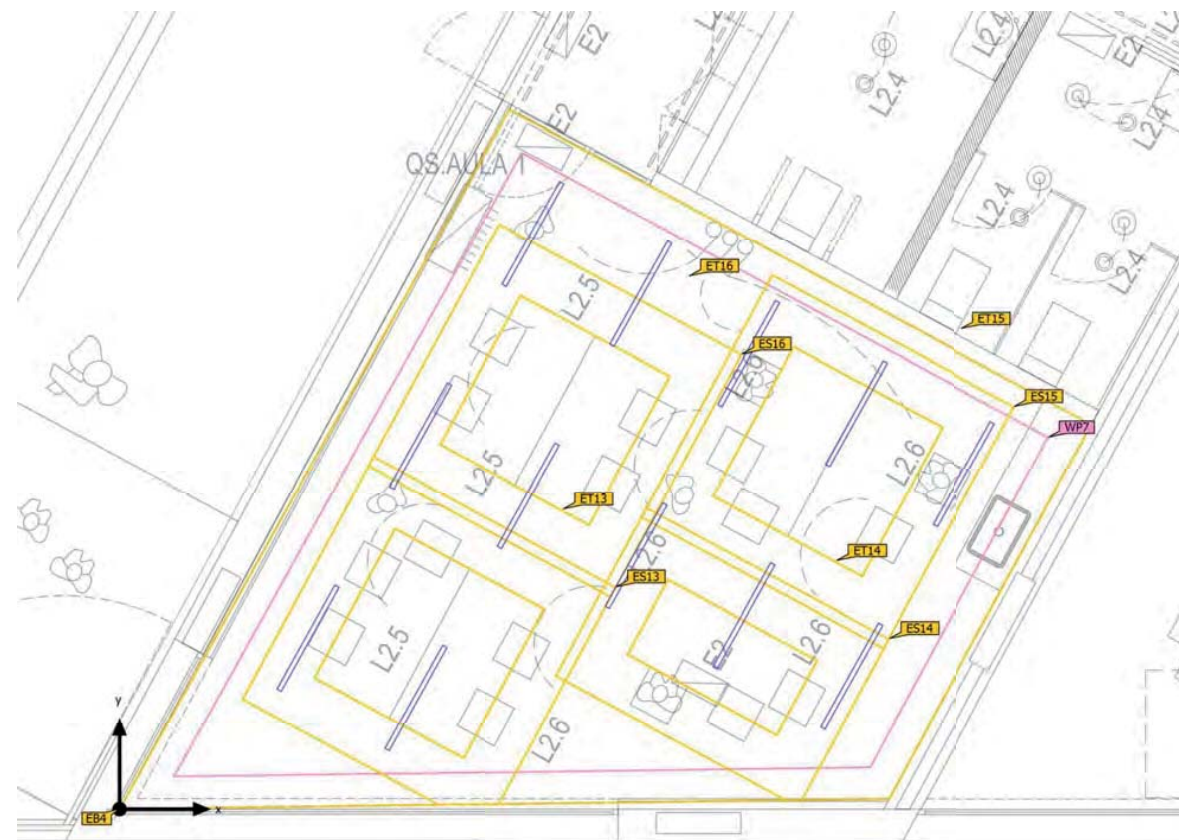 L2.4
E2
L2.4
E2
L2.4
E2
QS.AULA 1
L2.4
L2.4
ET16
L2.5
ET15
ES16
L2.6
ES15
WP7
L2.5
L2.6
ET13
ET14
L2.6
ES13
ES14
L2.5
E2
L2.6
L2.6
y
x
EB4